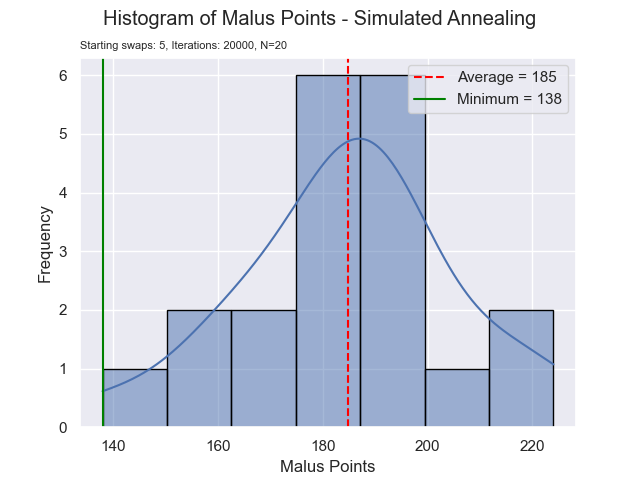 Histogram of Malus Points - Simulated Annealing
Starting swaps: 5, Iterations: 20000, N=20
Average = 185
Minimum = 138
6
5
4
3
2
1
0
Frequency
140 160 180 200 220
Malus Points